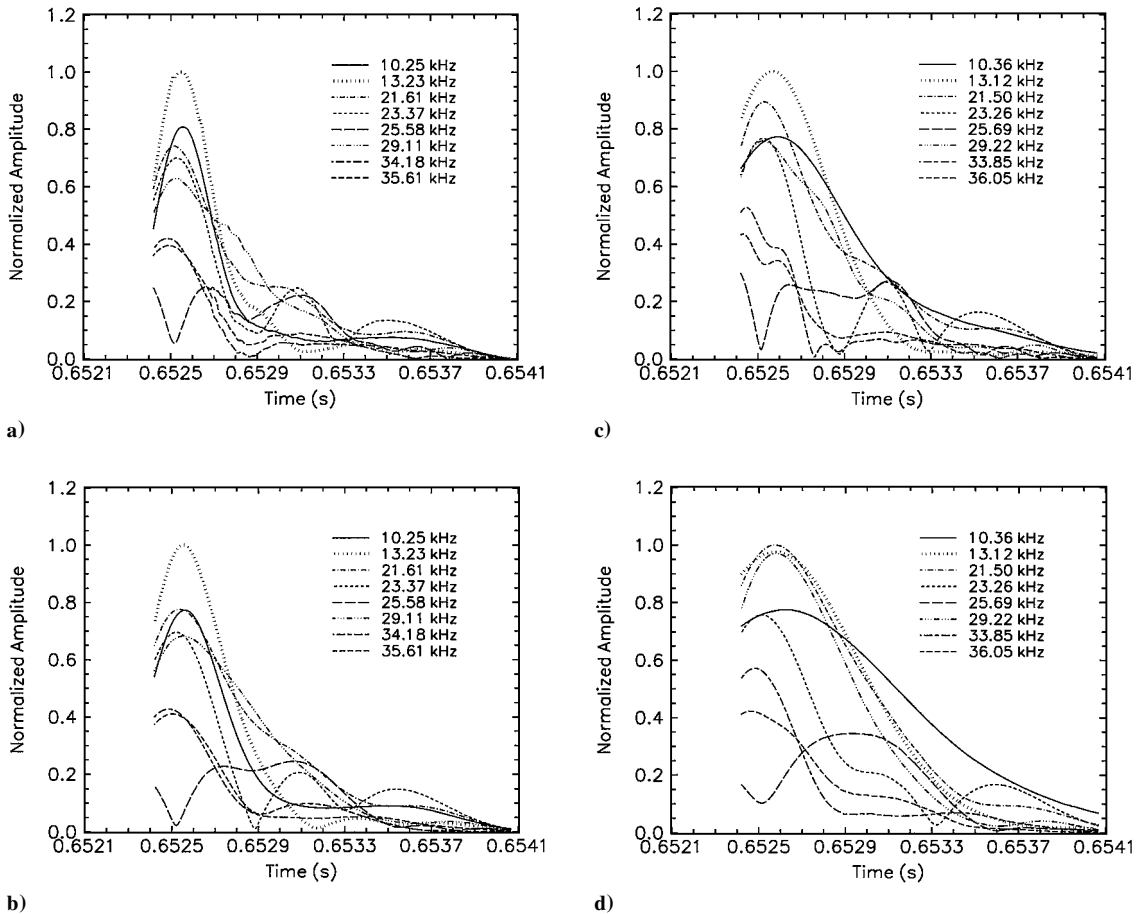 1.2
1.0
0.8
0.6
0.4
0.2
0.0
Normalized Amplitude
10.25 kHz
13.23 kHz
21.61 kHz
23.37 kHz
25.58 kHz
29.11 kHz
34.18 kHz
35.61 kHz
0.6521 0.6525 0.6529 0.6533 0.6537 0.6541
Time (s)
a)
1.2
1.0
0.8
0.6
0.4
0.2
0.0
Normalized Amplitude
10.36 kHz
13.12 kHz
21.50 kHz
23.26 kHz
25.69 kHz
29.22 kHz
33.85 kHz
36.05 kHz
0.6521 0.6525 0.6529 0.6533 0.6537 0.6541
Time (s)
c)
1.2
1.0
0.8
0.6
0.4
0.2
0.0
Normalized Amplitude
10.25 kHz
13.23 kHz
21.61 kHz
23.37 kHz
25.58 kHz
29.11 kHz
34.18 kHz
35.61 kHz
0.6521 0.6525 0.6529 0.6533 0.6537 0.6541
Time (s)
b)
1.2
1.0
0.8
0.6
0.4
0.2
0.0
Normalized Amplitude
10.36 kHz
13.12 kHz
21.50 kHz
23.26 kHz
25.69 kHz
29.22 kHz
33.85 kHz
36.05 kHz
0.6521 0.6525 0.6529 0.6533 0.6537 0.6541
Time (s)
d)